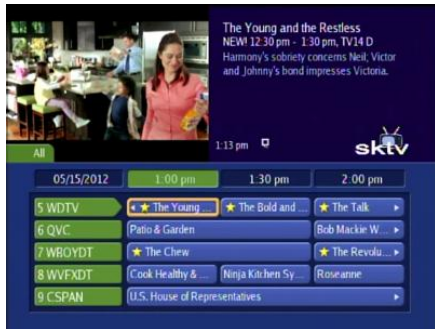 The Young and the Restless
NEW! 12:30 pm - 1:30 pm, TV14 D
Harmony's sobriety concerns Neil; Victor
and Johnny's bond impresses Victoria.
1:13 pm
sktv
All
05/15/2012 1:00 pm 1:30 pm 2:00 pm
5 WDTV The Young ... The Bold and ... The Talk
6 QVC Patio & Garden Bob Mackie W...
7 WBOYDT The Chew The Revolu...
8 WVFXDT Cook Healthy & ... Ninja Kitchen Sy... Roseanne
9 CSPAN U.S. House of Representatives